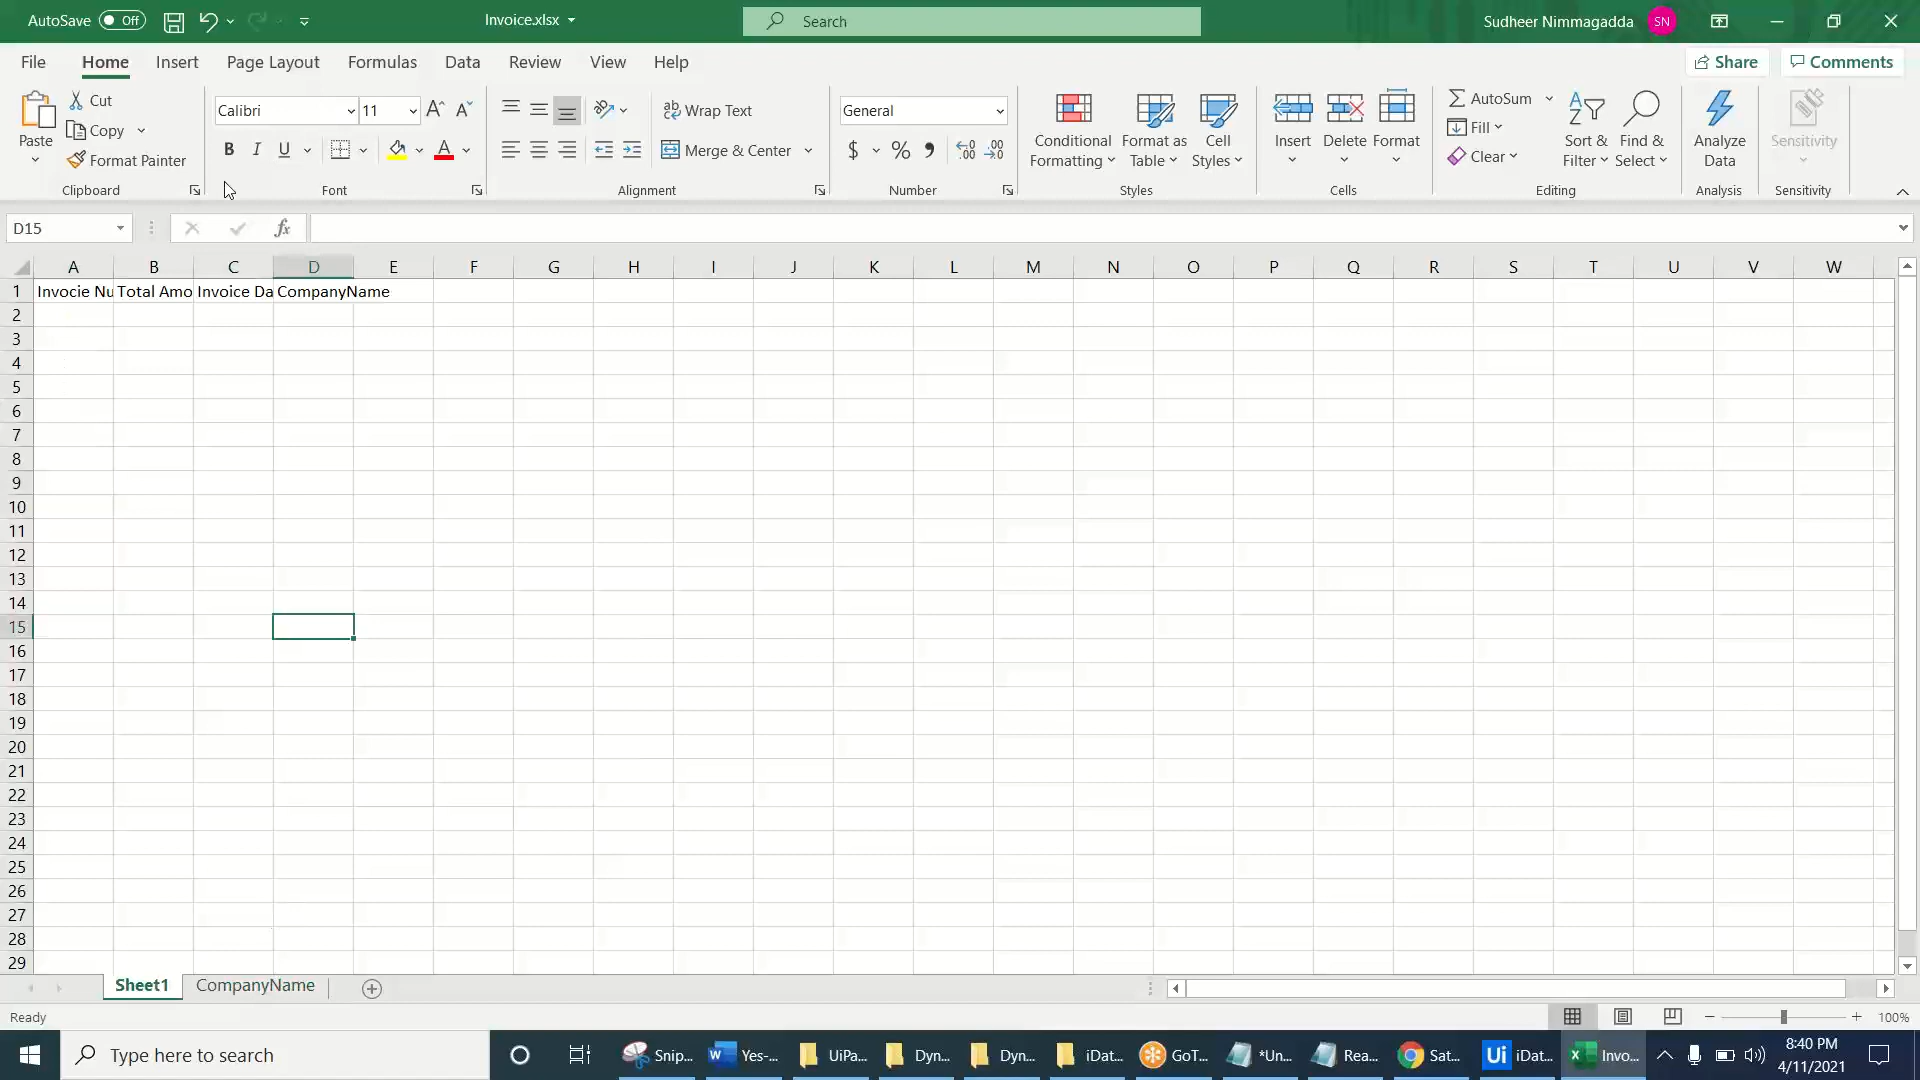 AutoSave Off
Invoice.xlsx
Search
Sudheer Nimmagadda SN
File Home Insert Page Layout Formulas Data Review View Help
Share Comments
Paste
Cut
Copy
Format Painter
Clipboard
Calibri 11
B I U A
Font
Wrap Text
Merge & Center
Alignment
General
$ % 9
Number
Conditional Formatting
Format as Table
Cell Styles
Styles
Insert Delete Format
Cells
AutoSum
Fill
Clear
Sort & Filter
Find & Select
Editing
Analyze Data
Analysis
Sensitivity
Sensitivity
D15 fx
A B C D E F G H I J K L M N O P Q R S T U V W
1 Invocie Nu Total Amo Invoice Da CompanyName
2
3
4
5
6
7
8
9
10
11
12
13
14
15
16
17
18
19
20
21
22
23
24
25
26
27
28
29
Sheet1 CompanyName
Ready 100%
Type here to search
Snip... Yes-... UiPa... Dyn... Dyn... iDat... GoT... *Un... Rea... Sat... Ui iDat... Invo...
8:40 PM
4/11/2021